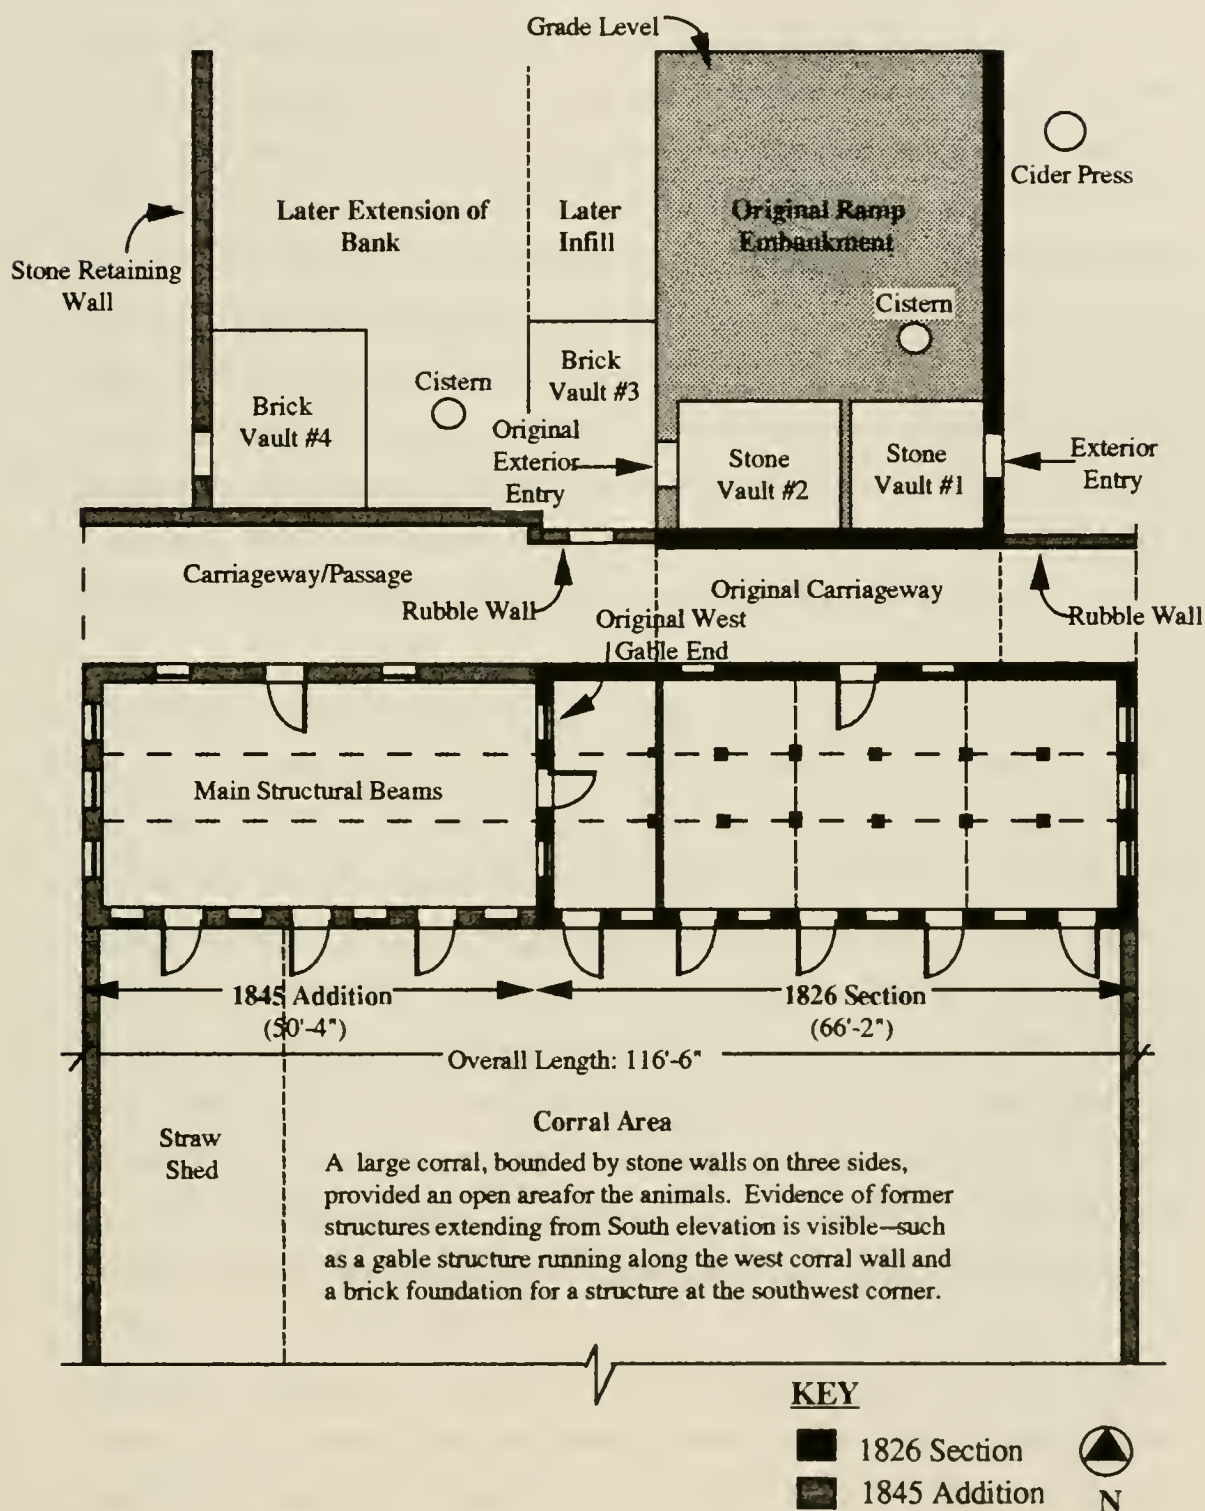 Grade Level
Cider Press
Later Extension of
Bank
Later
Infill
Original Ramp
Embankment
Stone Retaining
Wall
Cistern
Brick
Vault #3
Cistern
Brick
Vault #4
Original
Exterior
Entry
Stone
Vault #2
Stone
Vault #1
Exterior
Entry
Carriageway/Passage
Rubble Wall
Original Carriageway
Rubble Wall
Original West
Gable End
Main Structural Beams
1845 Addition
(50'-4")
1826 Section
(66'-2")
Overall Length: 116'-6"
Straw
Shed
Corral Area
A large corral, bounded by stone walls on three sides,
provided an open areafor the animals. Evidence of former
structures extending from South elevation is visible—such
as a gable structure running along the west corral wall and
a brick foundation for a structure at the southwest corner.
KEY
1826 Section
1845 Addition
N